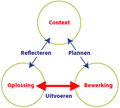 Context
Reflecteren
Plannen
Oplossing
Bewerking
Uitvoeren